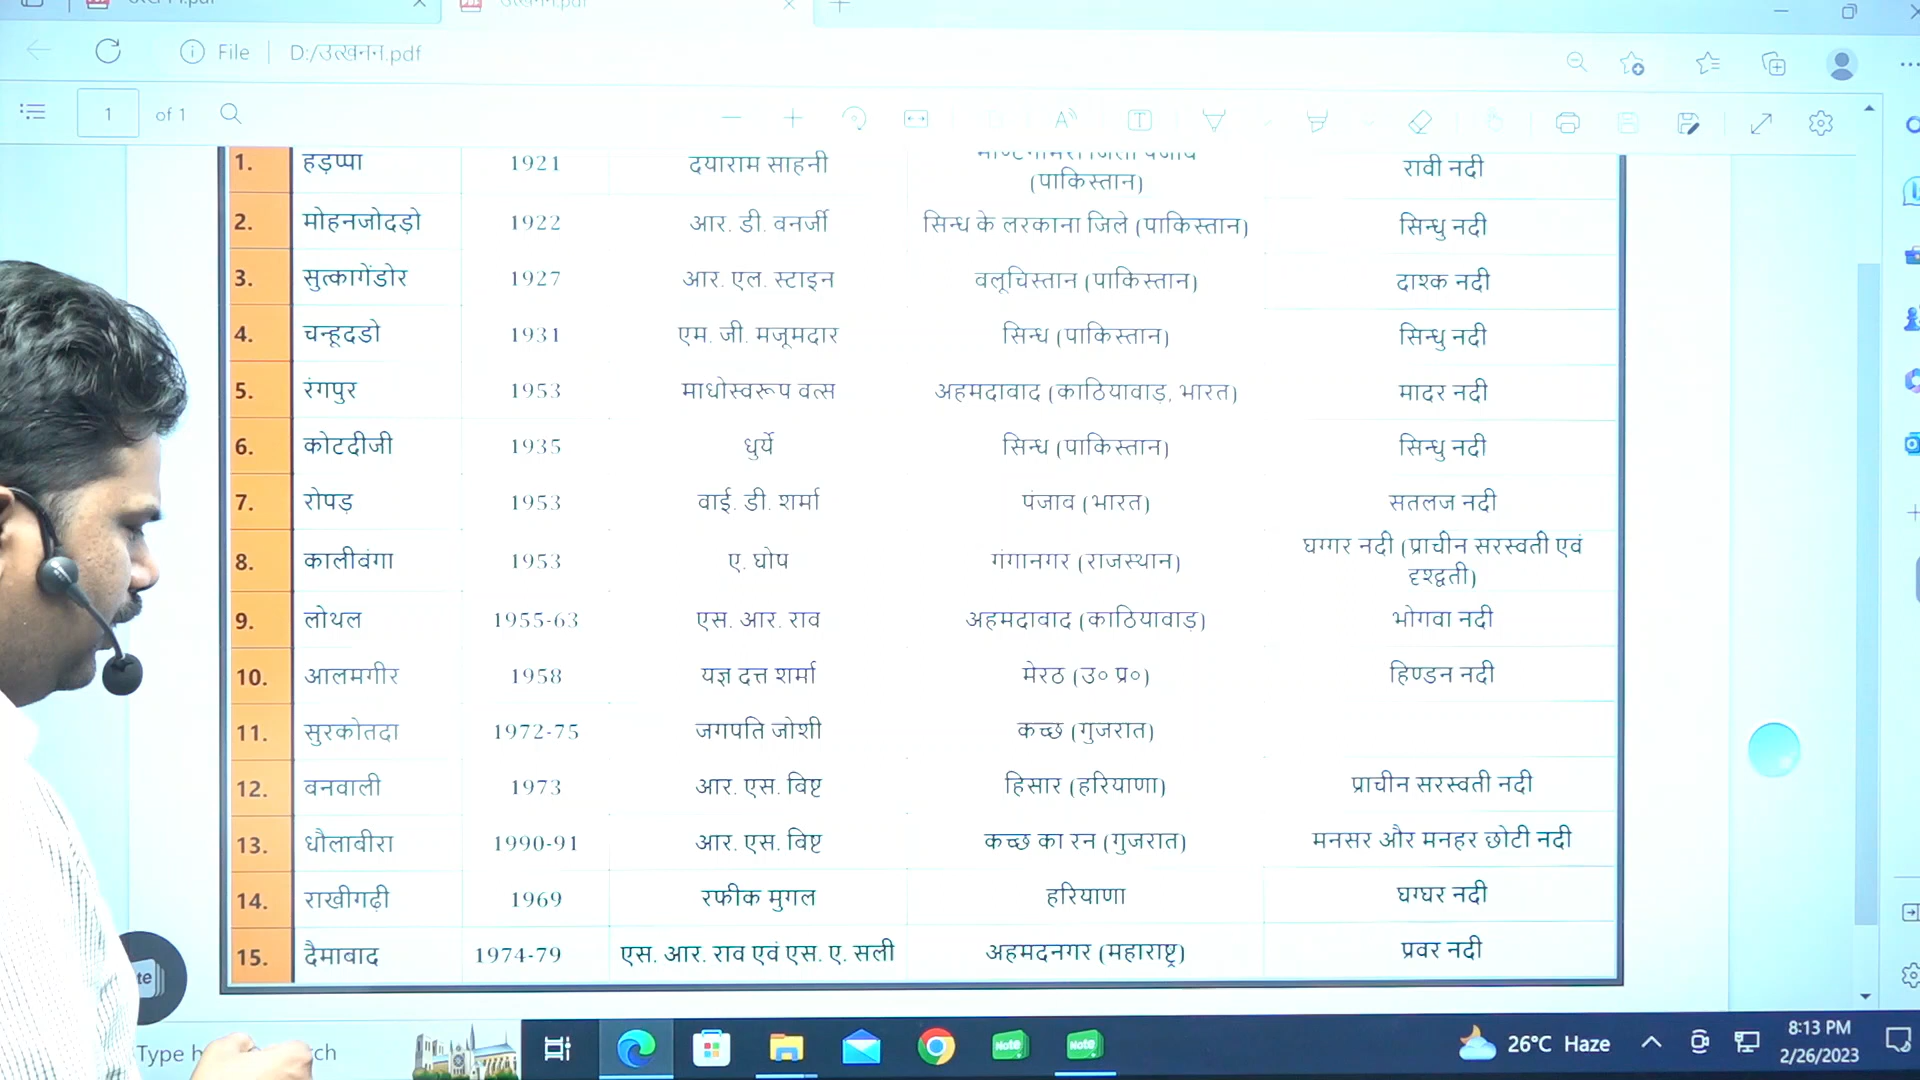 File
D:/उत्खनन.pdf
1 of 1
1. हड़प्पा 1921 दयाराम साहनी (पाकिस्तान) रावी नदी
2. मोहनजोदड़ो 1922 आर. डी. वनर्जी सिन्ध के लरकाना जिले (पाकिस्तान) सिन्धु नदी
3. सुत्कागेंडोर 1927 आर. एल. स्टाइन वलूचिस्तान (पाकिस्तान) दाश्क नदी
4. चन्हूदडो 1931 एम. जी. मजूमदार सिन्ध (पाकिस्तान) सिन्धु नदी
5. रंगपुर 1953 माधोस्वरूप वत्स अहमदावाद (काठियावाड़, भारत) मादर नदी
6. कोटदीजी 1935 धुर्ये सिन्ध (पाकिस्तान) सिन्धु नदी
7. रोपड़ 1953 वाई. डी. शर्मा पंजाव (भारत) सतलज नदी
8. कालीबंगा 1953 ए. घोष गंगानगर (राजस्थान) घग्गर नदी (प्राचीन सरस्वती एवं
दृश्द्वती)
9. लोथल 1955-63 एस. आर. राव अहमदावाद (काठियावाड़) भोगवा नदी
10. आलमगीर 1958 यज्ञ दत्त शर्मा मेरठ (उ० प्र०) हिण्डन नदी
11. सुरकोतदा 1972-75 जगपति जोशी कच्छ (गुजरात)
12. वनवाली 1973 आर. एस. विष्ट हिसार (हरियाणा) प्राचीन सरस्वती नदी
13. धौलावीरा 1990-91 आर. एस. विष्ट कच्छ का रन (गुजरात) मनसर और मनहर छोटी नदी
14. राखीगढ़ी 1969 रफीक मुगल हरियाणा घग्घर नदी
15. दैमाबाद 1974-79 एस. आर. राव एवं एस. ए. सली अहमदनगर (महाराष्ट्र) प्रवर नदी
Type
Note
Note
26°C Haze
8:13 PM
2/26/2023